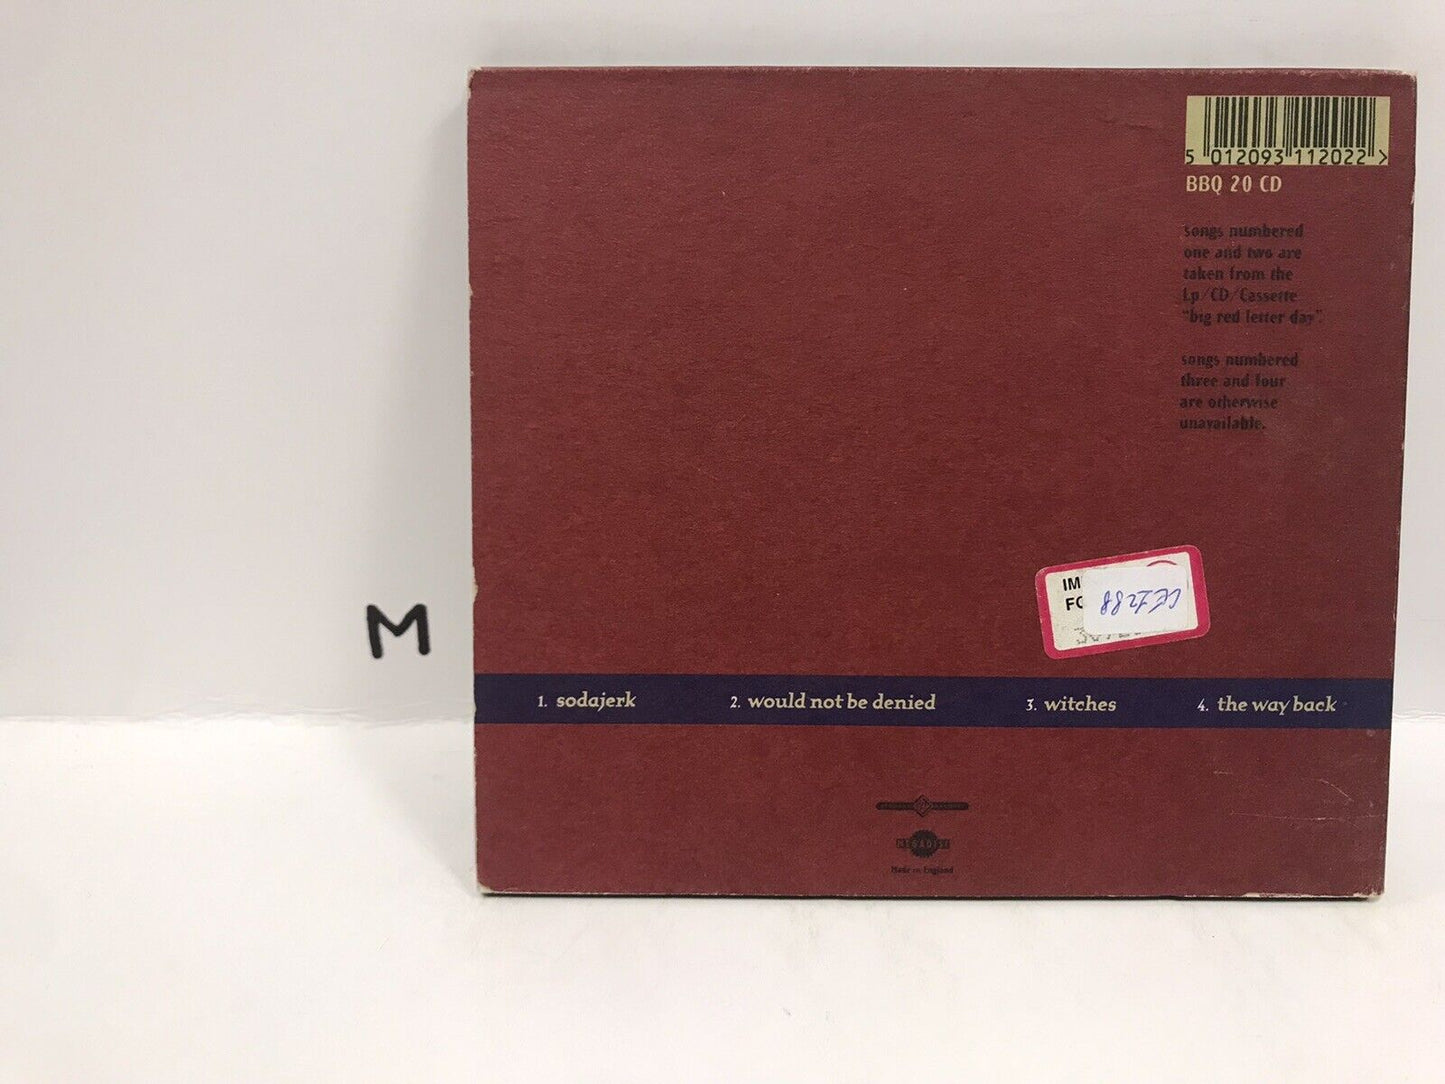 5 012093 112022 >
BBQ 20 CD
songs numbered
one and two are
taken from the
Lp/CD/Cassette
"big red letter day".
songs numbered
three and four
are otherwise
unavailable.
IM
FO
M
1. sodajerk 2. would not be denied 3. witches 4. the way back
MEGADISC
Made in England